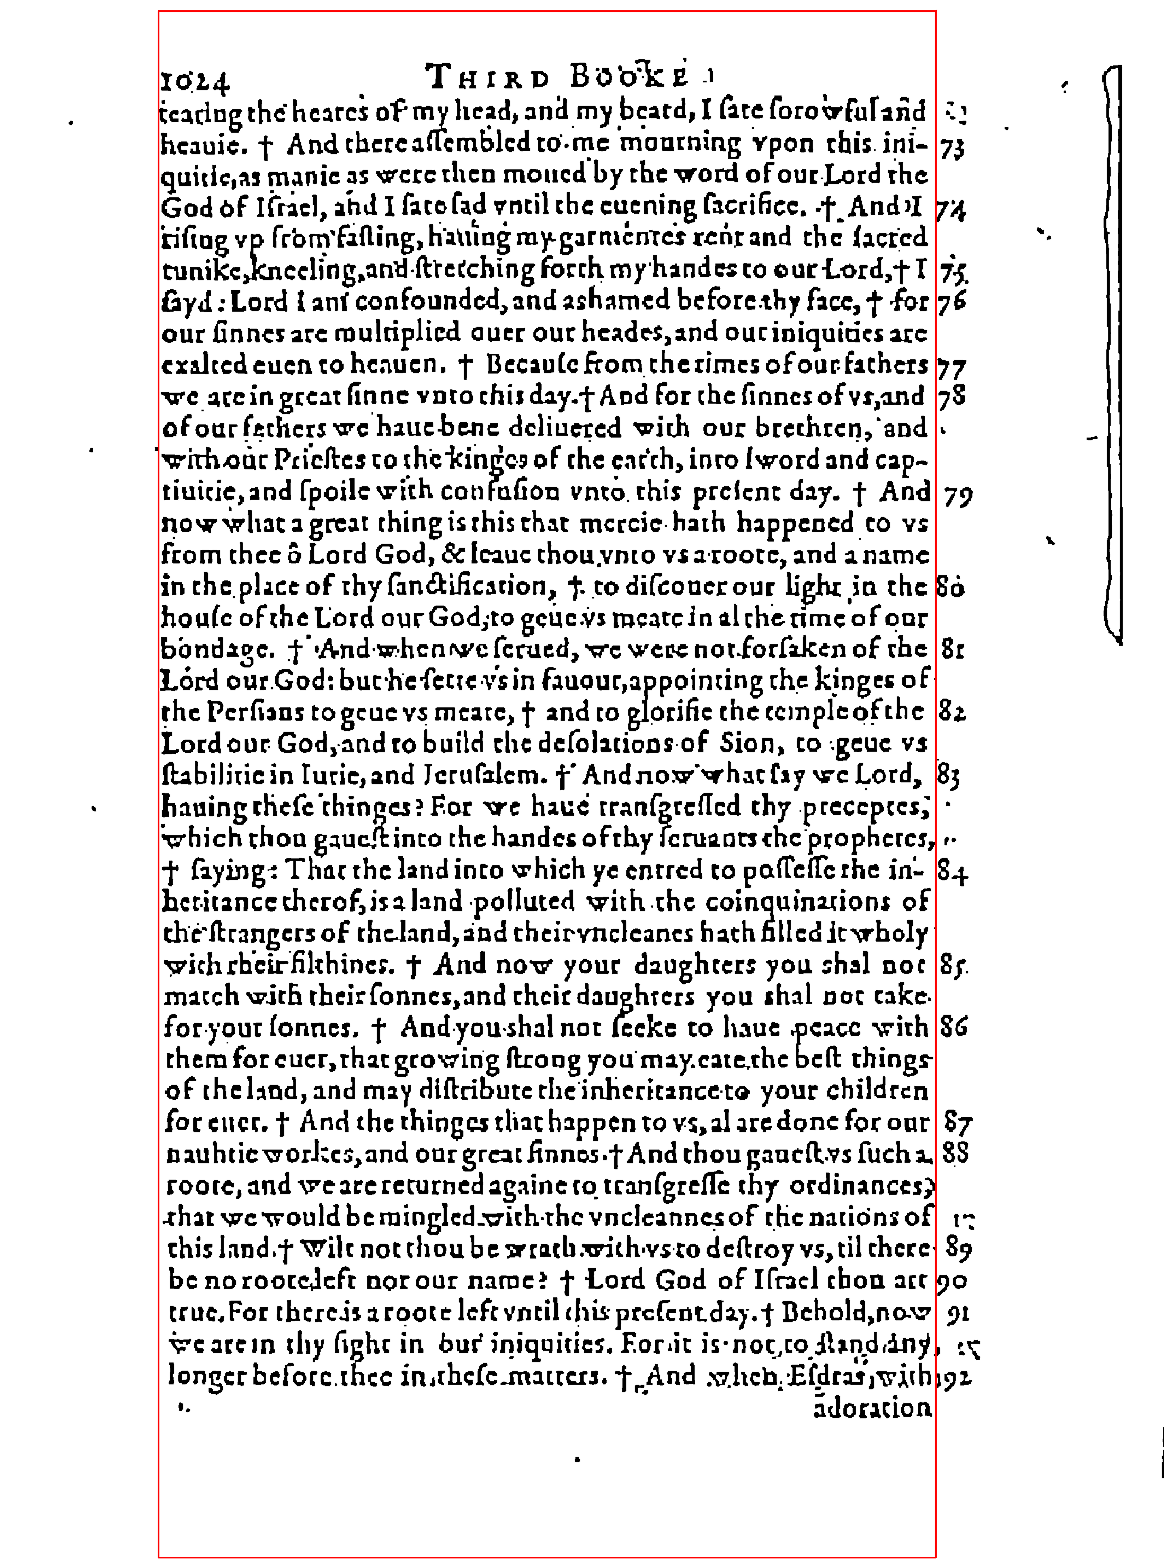 1024 THIRD BOOKE
tearing the heares of my head, and my beard, I ſate ſorowful and̃
heauie. † And there aſſembled to me mourning vpon this ini- 73
quitie, as manie as were then moued by the word of our Lord the
God of Iſrael, and I ſate ſad vntil the euening ſacrifice. † And I 74
riſing vp from faſting, hauing my garmentes rent and the ſacred
tunike, kneeling, and ſtretching forth my handes to our Lord, † I 75.
ſayd: Lord I am confounded, and ashamed before thy face, † for 76
our ſinnes are multiplied ouer our heades, and our iniquities are
exalted euen to heauen. † Becauſe from the times of our fathers 77
we are in great ſinne vnto this day. † And for the ſinnes of vs, and 78
of our fathers we haue bene deliuered with our brethren, and
with our Prieſtes to the kinges of the earth, into ſword and cap-
tiuitie, and ſpoile with confuſion vnto this preſent day. † And 79
now what a great thing is this that mercie hath happened to vs
from thee ô Lord God, & leaue thou vnto vs a roote, and a name
in the place of thy ſanctification, † to diſcouer our light in the 80
houſe of the Lord our God, to geue vs meate in al the time of our
bondage. † And when we ſerued, we were not forſaken of the 81
Lord our God: but he ſette vs in fauour, appointing the kinges of
the Perſians to geue vs meate, † and to glorifie the temple of the 82
Lord our God, and to build the deſolations of Sion, to geue vs
ſtabilitie in Iurie, and Jeruſalem. † And now what ſay we Lord, 83
hauing theſe thinges? For we haue tranſgreſſed thy preceptes,
which thou gaueſt into the handes of thy ſeruants the prophetes,
† ſaying: That the land into which ye entred to poſſeſſe the in- 84
heritance therof, is a land polluted with the coinquinations of
the ſtrangers of the land, and their vncleanes hath filled it wholy
with their filthines. † And now your daughters you shal not 85.
match with their ſonnes, and their daughters you shal not take
for your ſonnes. † And you shal not ſeeke to haue peace with 86
them for euer, that growing ſtrong you may eate the beſt things
of the land, and may diſtribute the inheritance to your children
for euer. † And the thinges that happen to vs, al are done for our 87
nauhtie workes, and our great ſinnes. † And thou gaueſt vs ſuch a 88
roote, and we are returned againe to tranſgreſſe thy ordinances,
that we would be mingled with the vncleannes of the nations of
this land. † Wilt not thou be wrath with vs to deſtroy vs, til there 89
be no roote left nor our name? † Lord God of Iſrael thou art 90
true. For there is a roote left vntil this preſent day. † Behold, now 91
we are in thy ſight in our iniquities. For it is not to ſtand any
longer before thee in theſe matters. † And when Eſdras with 92
adoration